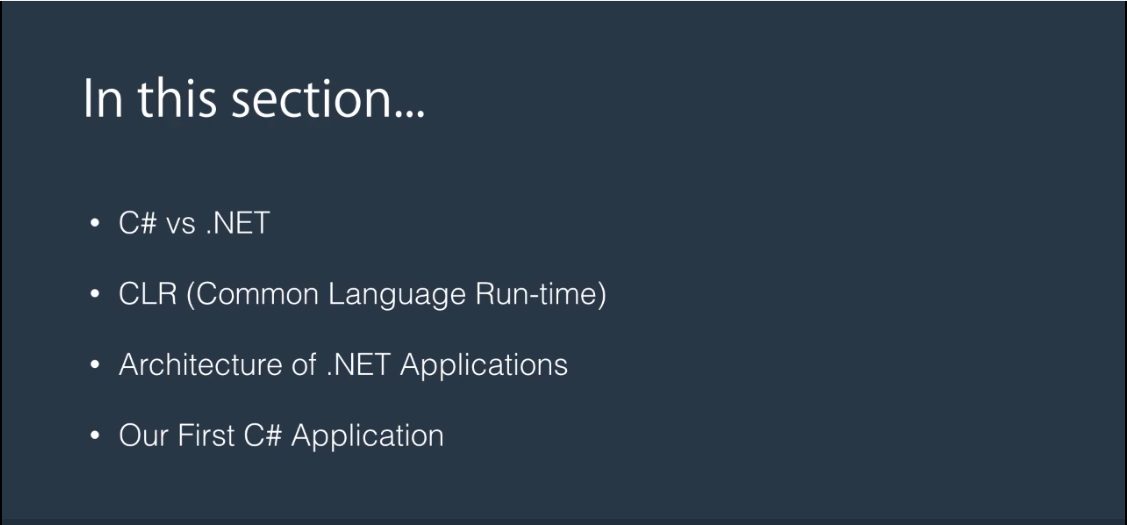 In this section...
• C# vs .NET
• CLR (Common Language Run-time)
• Architecture of .NET Applications
• Our First C# Application